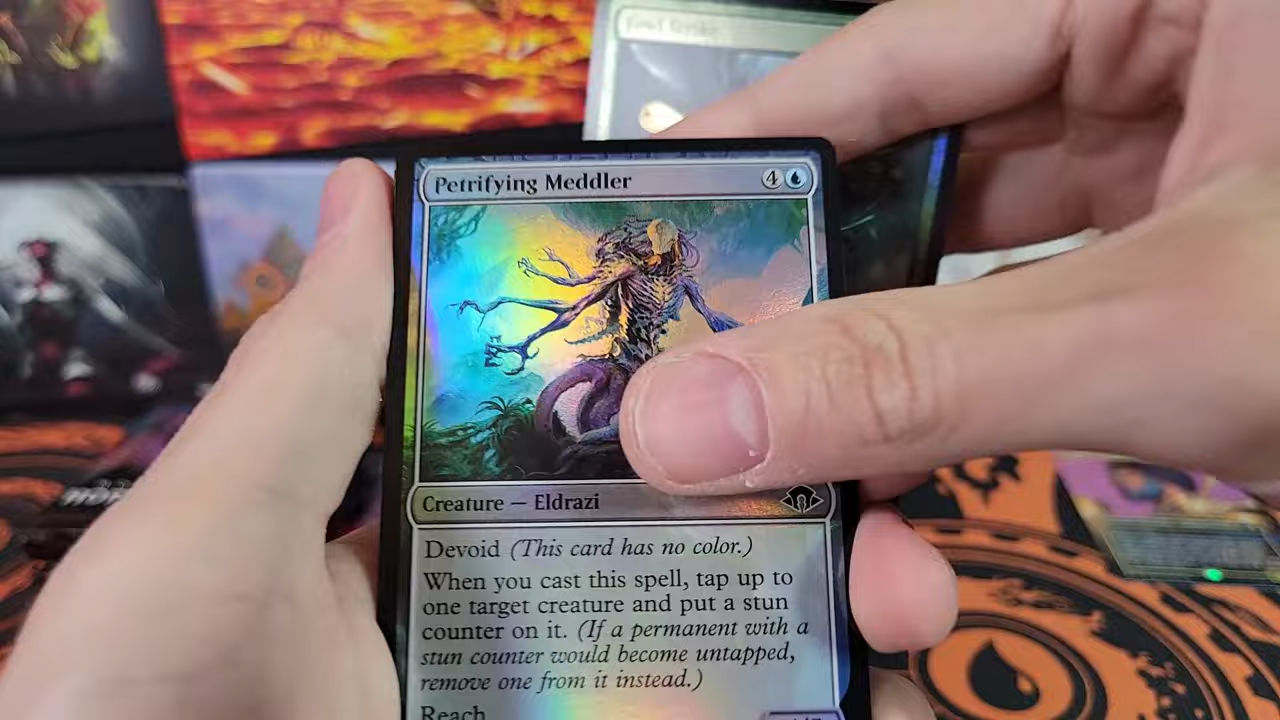 Petrifying Meddler 4
Creature — Eldrazi
Devoid (This card has no color.)
When you cast this spell, tap up to
one target creature and put a stun
counter on it. (If a permanent with a
stun counter would become untapped,
remove one from it instead.)
Reach